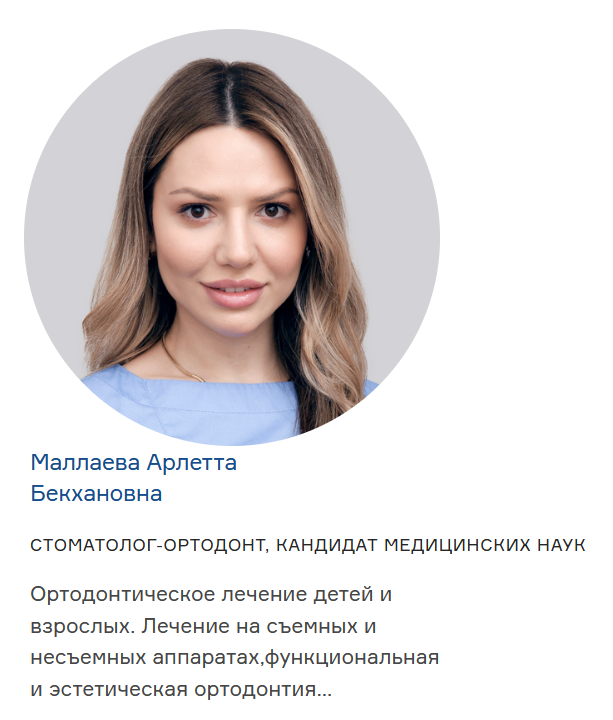 Маллаева Арлетта
Бекхановна
СТОМАТОЛОГ-ОРТОДОНТ, КАНДИДАТ МЕДИЦИНСКИХ НАУК
Ортодонтическое лечение детей и
взрослых. Лечение на съемных и
несъемных аппаратах,функциональная
и эстетическая ортодонтия...